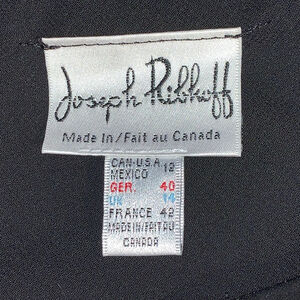 Joseph Ribkoff
Made In/Fait au Canada
CAN-U.S.A. 12
MEXICO
GER. 40
UK 14
FRANCE 42
MADE IN/FAIT AU
CANADA